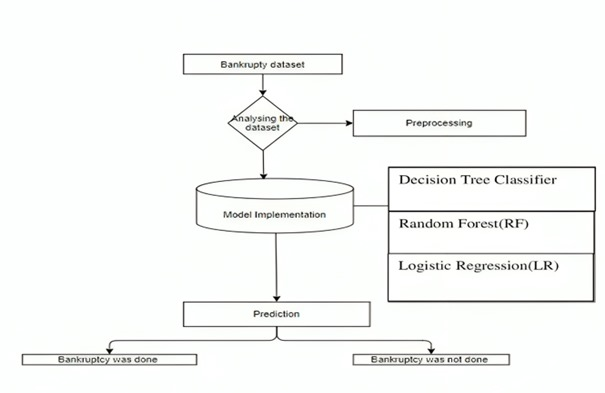 Bankrupty dataset
Analysing the
dataset
Preprocessing
Decision Tree Classifier
Model Implementation
Random Forest(RF)
Logistic Regression(LR)
Prediction
Bankruptcy was done
Bankruptcy was not done